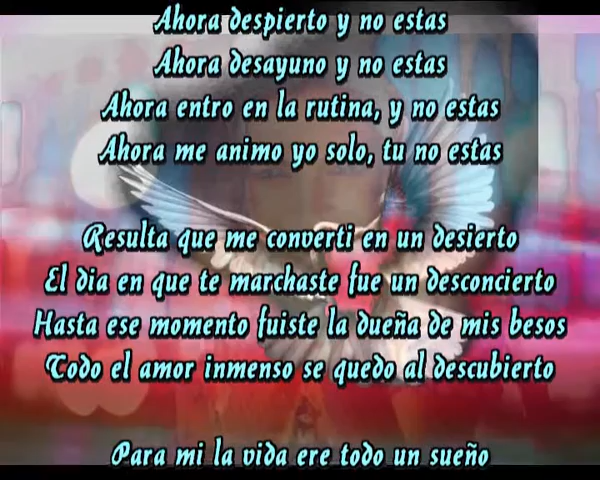 Ahora despierto y no estas
Ahora desayuno y no estas
Ahora entro en la rutina, y no estas
Ahora me animo yo solo, tu no estas
Resulta que me converti en un desierto
El dia en que te marchaste fue un desconcierto
Hasta ese momento fuiste la dueña de mis besos
Todo el amor inmenso se quedo al descubierto
Para mi la vida ere todo un sueño